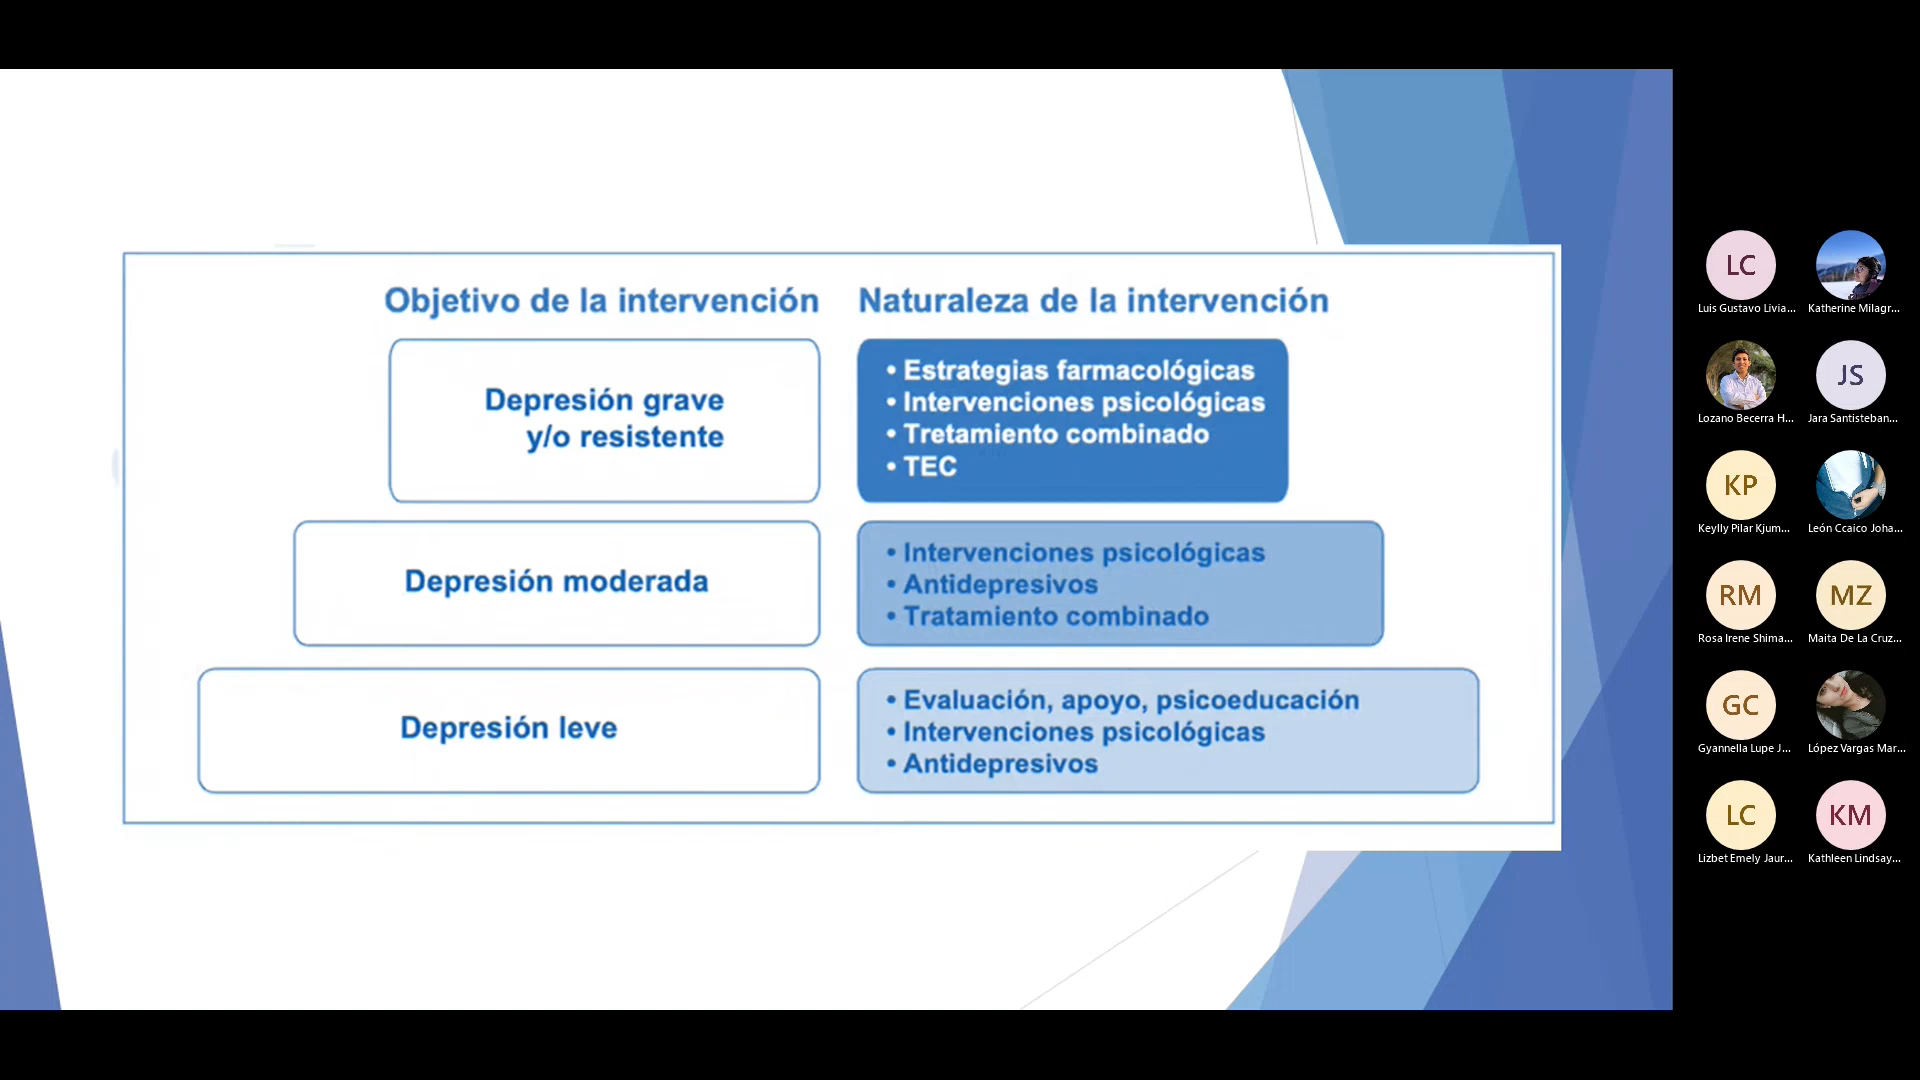 Objetivo de la intervención
Naturaleza de la intervención
Depresión grave
y/o resistente
• Estrategias farmacológicas
• Intervenciones psicológicas
• Tretamiento combinado
• TEC
Depresión moderada
• Intervenciones psicológicas
• Antidepresivos
• Tratamiento combinado
Depresión leve
• Evaluación, apoyo, psicoeducación
• Intervenciones psicológicas
• Antidepresivos
LC
Luis Gustavo Livia...
Katherine Milagr...
Lozano Becerra H...
JS
Jara Santisteban...
KP
Keylly Pilar Kjum...
León Ccaico Joha...
RM
Rosa Irene Shima...
MZ
Maita De La Cruz...
GC
Gyannella Lupe J...
López Vargas Mar...
LC
Lizbet Emely Jaur...
KM
Kathleen Lindsay...